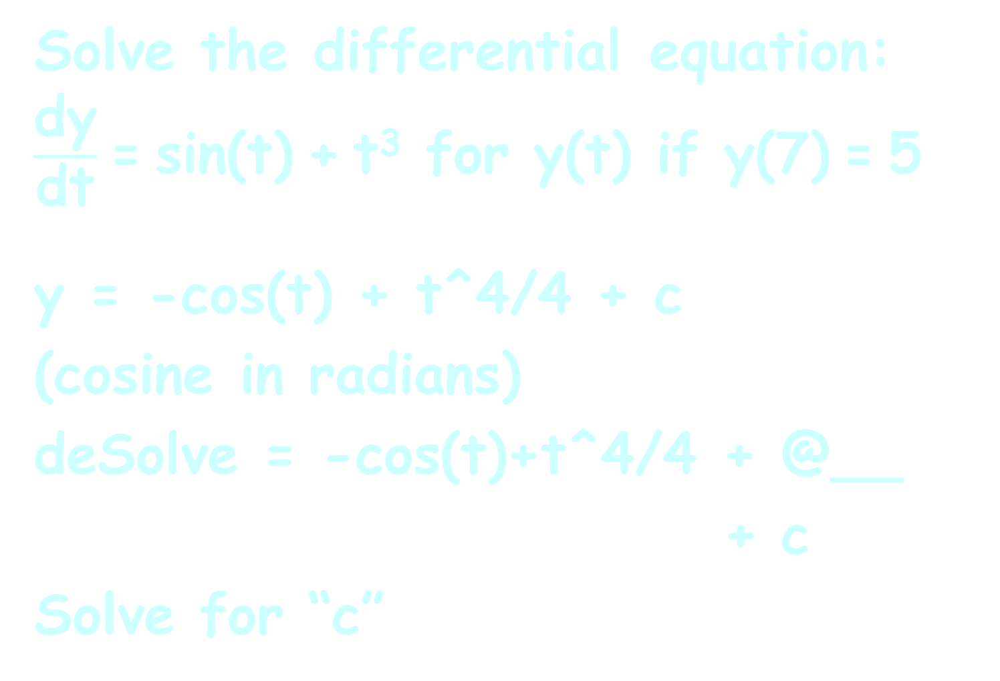 Solve the differential equation:
dy/dt = sin(t) + t³ for y(t) if y(7) = 5
y = -cos(t) + t^4/4 + c
(cosine in radians)
deSolve = -cos(t)+t^4/4 + @__
+ c
Solve for “c”